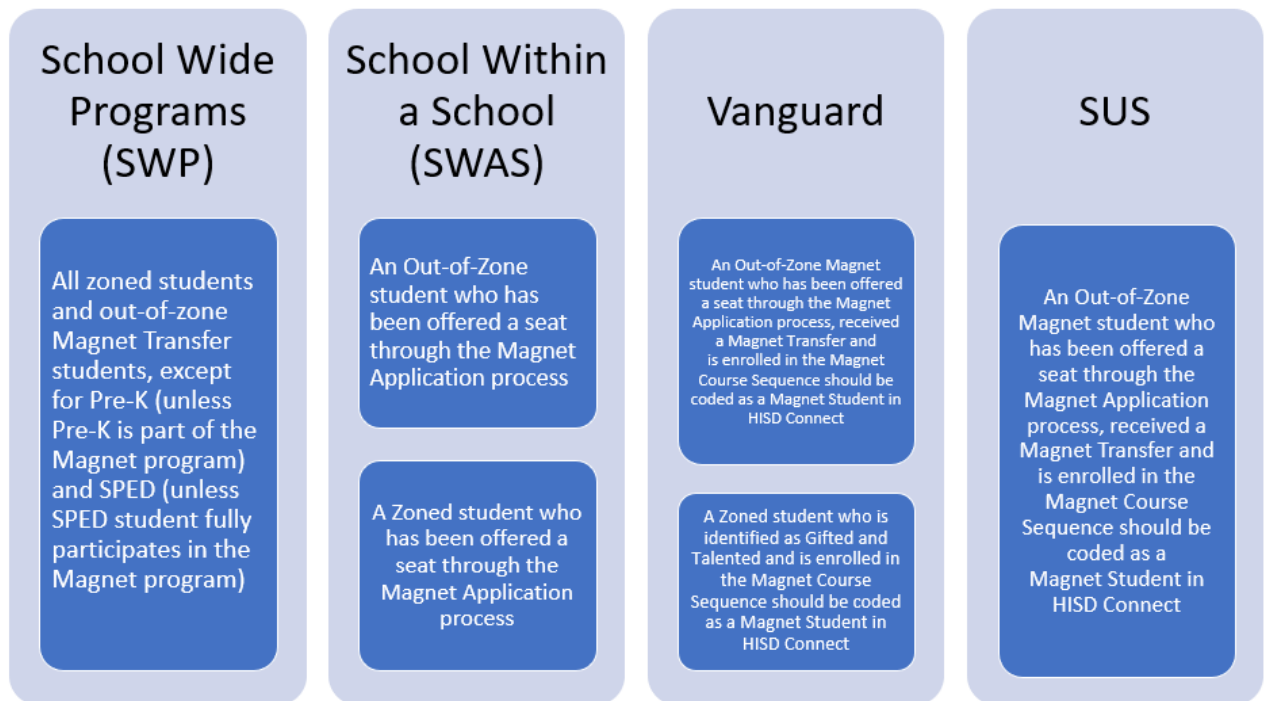 School Wide
Programs
(SWP)
All zoned students
and out-of-zone
Magnet Transfer
students, except
for Pre-K (unless
Pre-K is part of the
Magnet program)
and SPED (unless
SPED student fully
participates in the
Magnet program)
School Within
a School
(SWAS)
An Out-of-Zone
student who has
been offered a seat
through the Magnet
Application process
A Zoned student who
has been offered a
seat through the
Magnet Application
process
Vanguard
An Out-of-Zone Magnet
student who has been offered
a seat through the Magnet
Application process, received
a Magnet Transfer and
is enrolled in the Magnet
Course Sequence should be
coded as a Magnet Student in
HISD Connect
A Zoned student who is
identified as Gifted and
Talented and is enrolled in
the Magnet Course
Sequence should be coded
as a Magnet Student in
HISD Connect
SUS
An Out-of-Zone
Magnet student who
has been offered a
seat through the
Magnet Application
process, received a
Magnet Transfer and
is enrolled in the
Magnet Course
Sequence should be
coded as a
Magnet Student in
HISD Connect